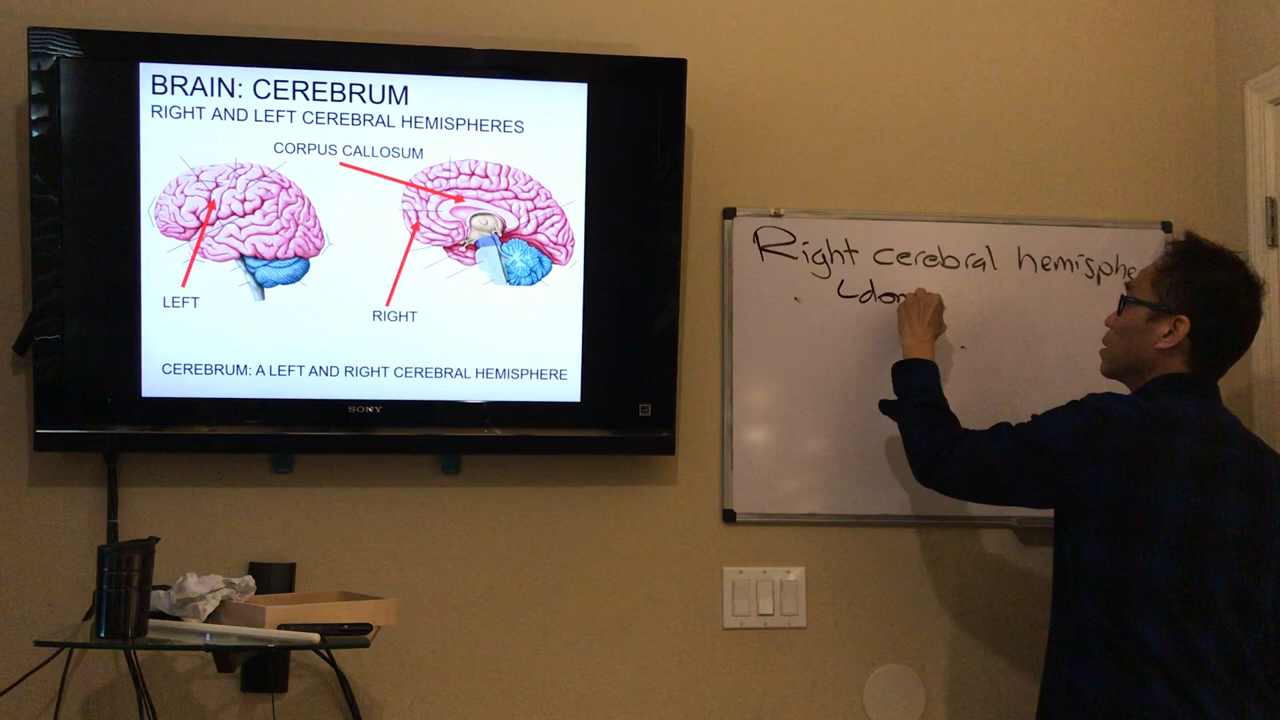 BRAIN: CEREBRUM
RIGHT AND LEFT CEREBRAL HEMISPHERES
CORPUS CALLOSUM
LEFT
RIGHT
CEREBRUM: A LEFT AND RIGHT CEREBRAL HEMISPHERE
SONY
Right cerebral hemisphe